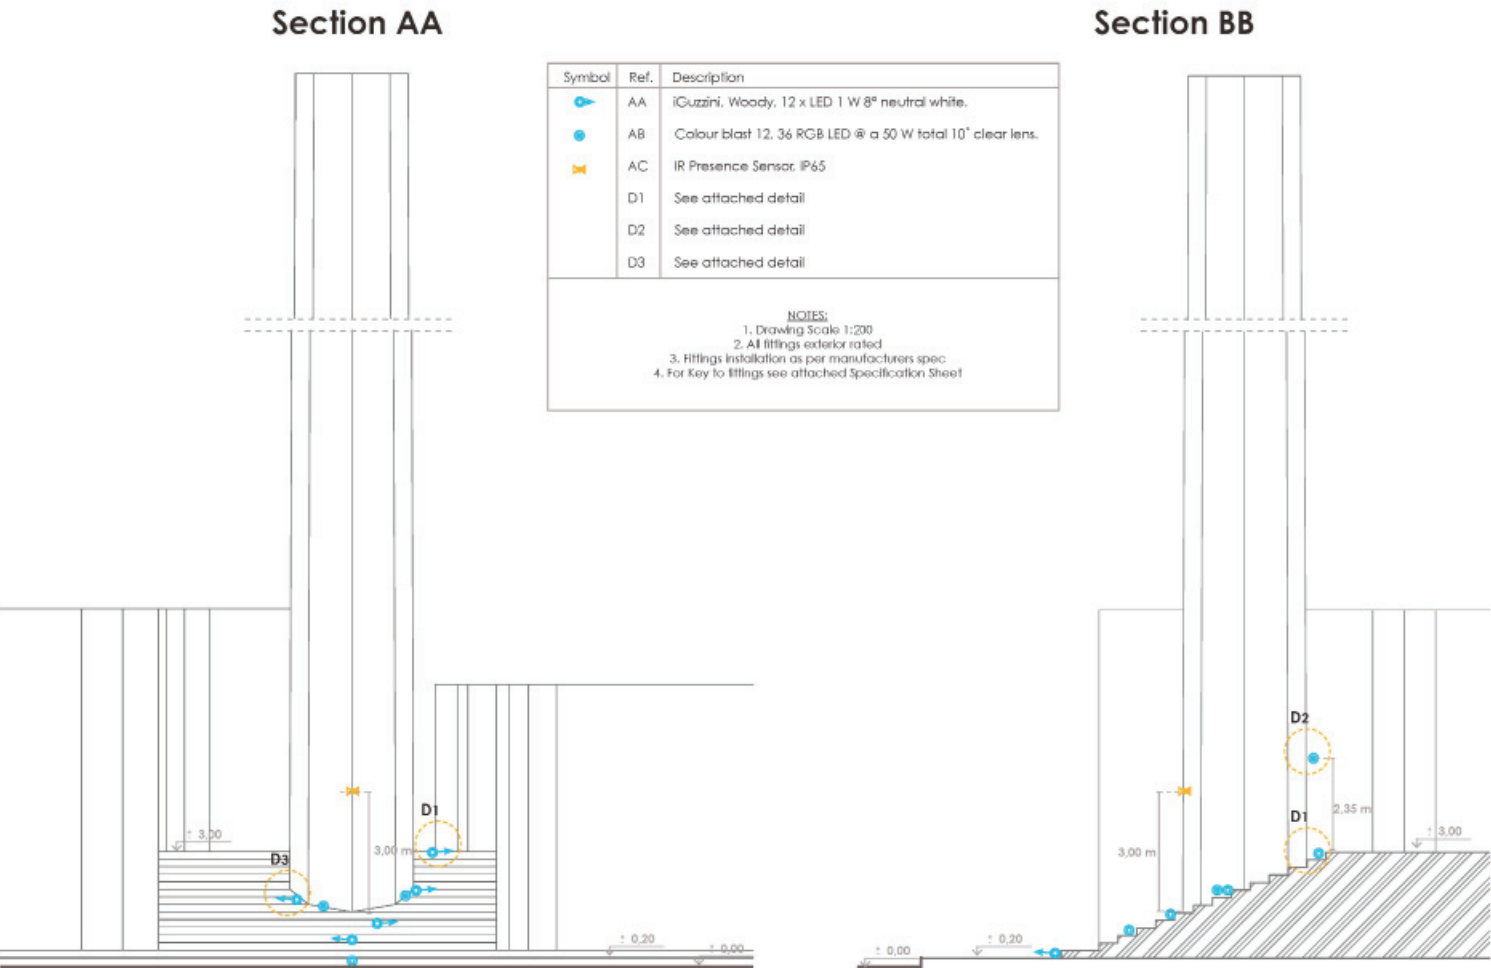 Section AA
Section BB
Symbol Ref. Description
AA iGuzzini, Woody, 12 x LED 1 W 8° neutral white.
AB Colour blast 12, 36 RGB LED @ a 50 W total 10° clear lens.
AC IR Presence Sensor, IP65
D1 See attached detail
D2 See attached detail
D3 See attached detail
NOTES:
1. Drawing Scale 1:200
2. All fittings exterior rated
3. Fittings installation as per manufacturers spec
4. For Key to fittings see attached Specification Sheet
D2
D1
2,35 m
D1
± 3,00
3,00 m
D3
± 3,00
3,00 m
± 0,20
± 0,00
± 0,00
± 0,20